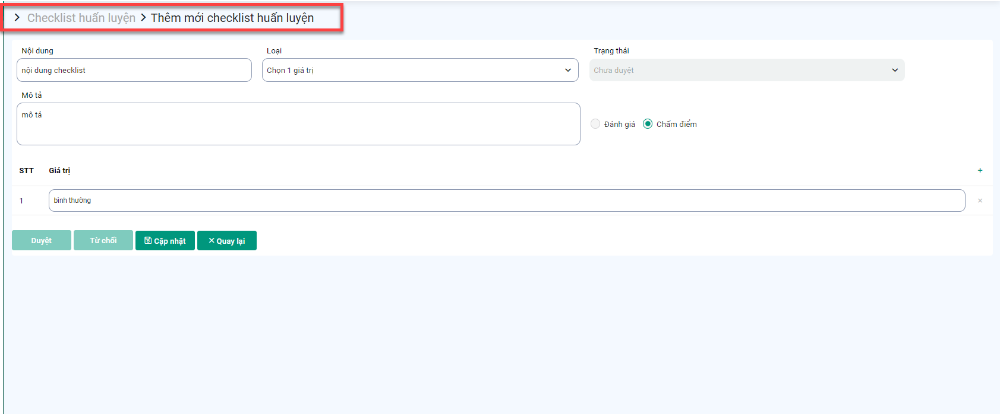 Checklist huấn luyện > Thêm mới checklist huấn luyện
Nội dung
Loại
Trạng thái
nội dung checklist
Chọn 1 giá trị
Chưa duyệt
Mô tả
mô tả
Đánh giá
Chấm điểm
STT
Giá trị
+
1
bình thường
×
Duyệt
Từ chối
Cập nhật
× Quay lại